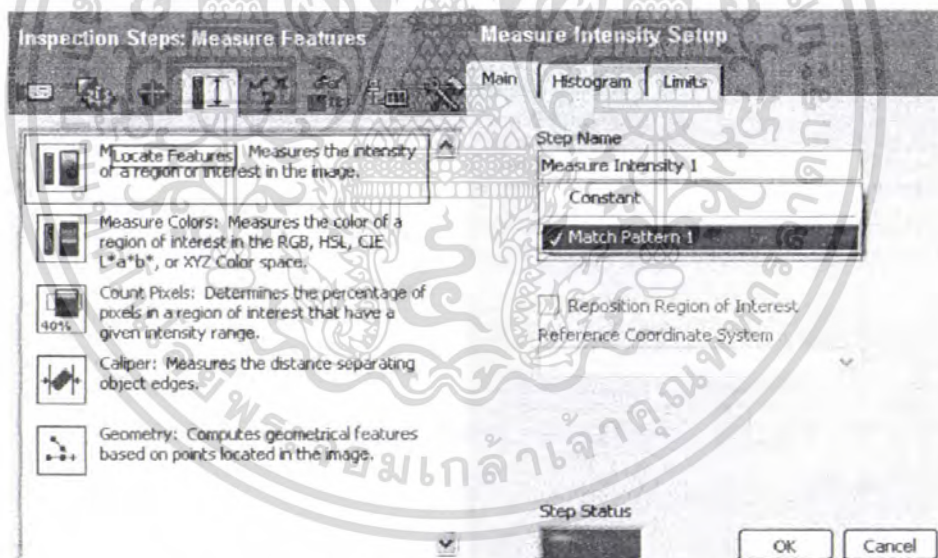 Inspection Steps: Measure Features
M Locate Features Measures the intensity
of a region or interest in the image.
Measure Colors: Measures the color of a
region of interest in the RGB, HSL, CIE
L*a*b*, or XYZ Color space.
40%
Count Pixels: Determines the percentage of
pixels in a region of interest that have a
given intensity range.
Caliper: Measures the distance separating
object edges.
Geometry: Computes geometrical features
based on points located in the image.
Measure Intensity Setup
Main Histogram Limits
Step Name
Measure Intensity 1
Constant
✓ Match Pattern 1
Reposition Region of Interest
Reference Coordinate System
Step Status
OK Cancel